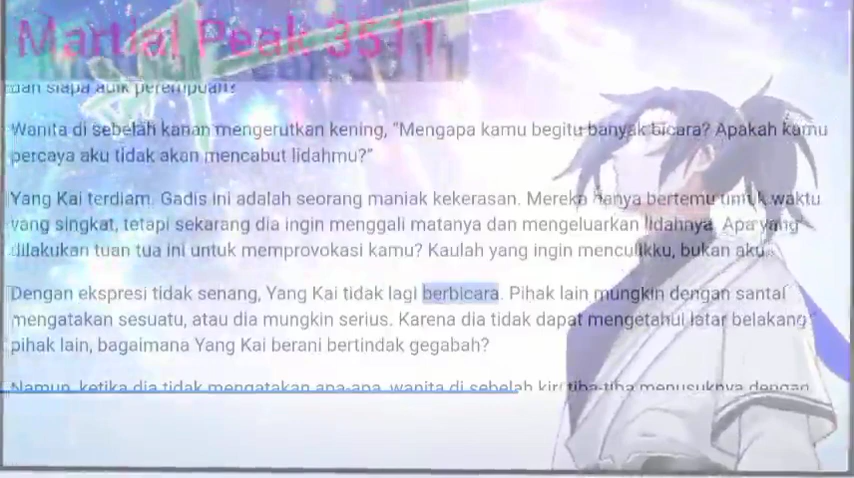 Martial Peak 3511
dan siapa adik perempuan?
Wanita di sebelah kanan mengerutkan kening, “Mengapa kamu begitu banyak bicara? Apakah kamu
percaya aku tidak akan mencabut lidahmu?”
Yang Kai terdiam. Gadis ini adalah seorang maniak kekerasan. Mereka hanya bertemu untuk waktu
yang singkat, tetapi sekarang dia ingin menggali matanya dan mengeluarkan lidahnya. Apa yang
dilakukan tuan tua ini untuk memprovokasi kamu? Kaulah yang ingin menculikku, bukan aku.
Dengan ekspresi tidak senang, Yang Kai tidak lagi berbicara. Pihak lain mungkin dengan santai
mengatakan sesuatu, atau dia mungkin serius. Karena dia tidak dapat mengetahui latar belakang
pihak lain, bagaimana Yang Kai berani bertindak gegabah?
Namun, ketika dia tidak mengatakan apa-apa, wanita di sebelah kiri tiba-tiba menusuknya dengan